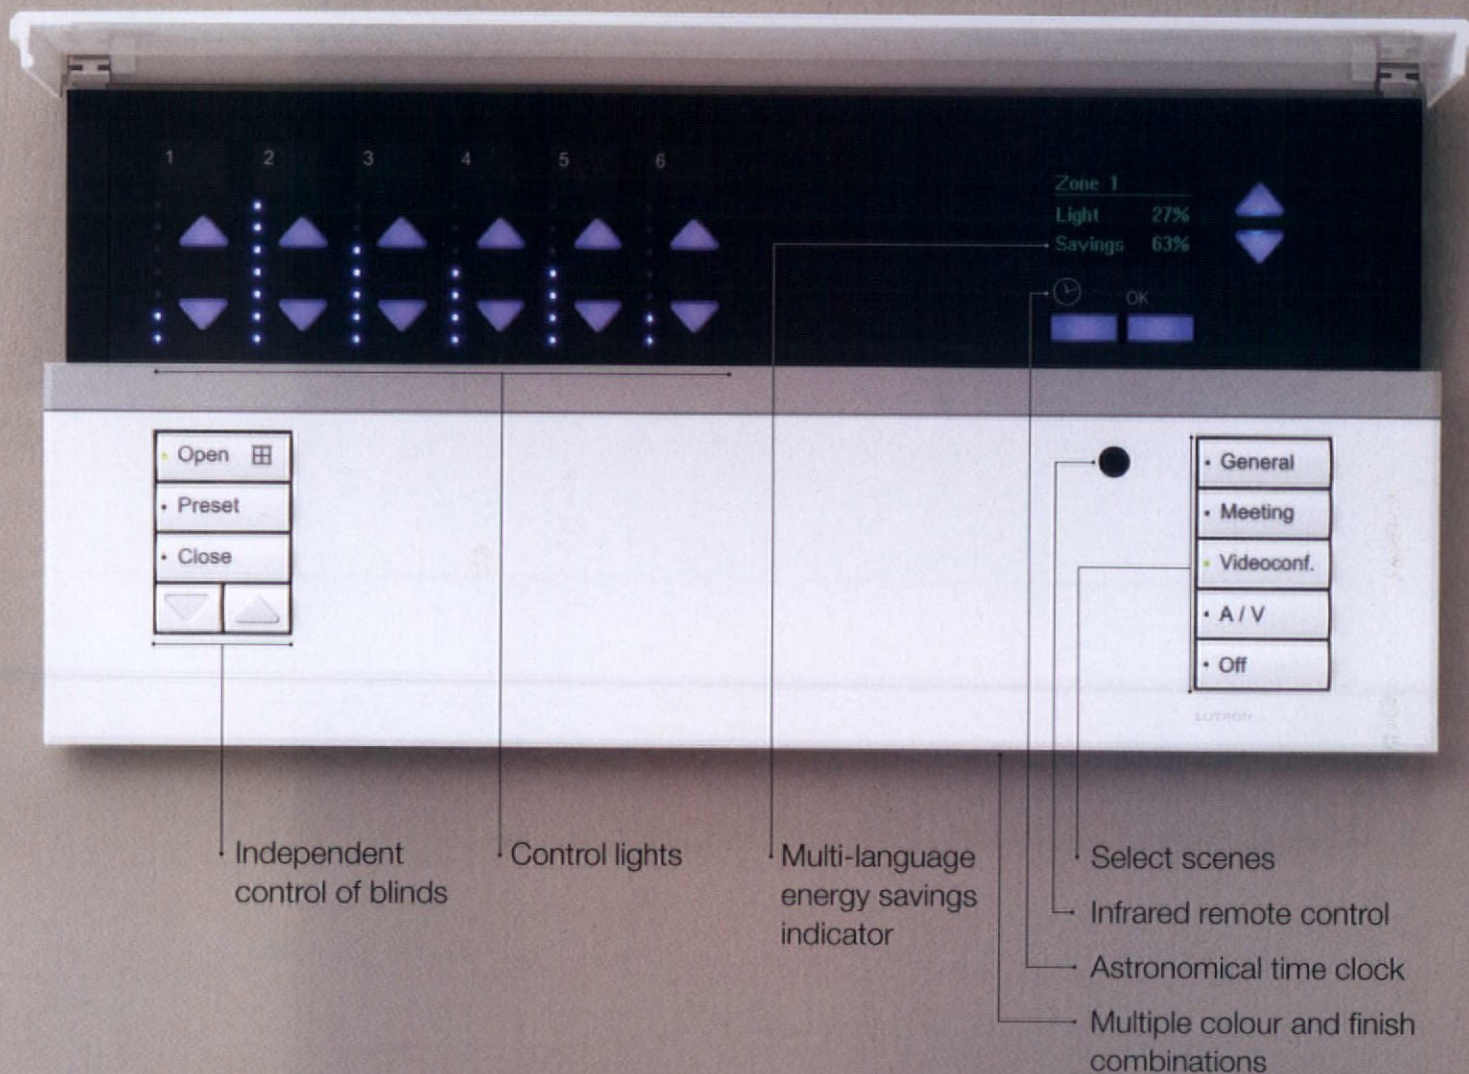 1 2 3 4 5 6
Zone 1
Light 27%
Savings 63%
OK
Open
Preset
Close
General
Meeting
Videoconf.
A / V
Off
LUTRON
Independent
control of blinds
Control lights
Multi-language
energy savings
indicator
Select scenes
Infrared remote control
Astronomical time clock
Multiple colour and finish
combinations